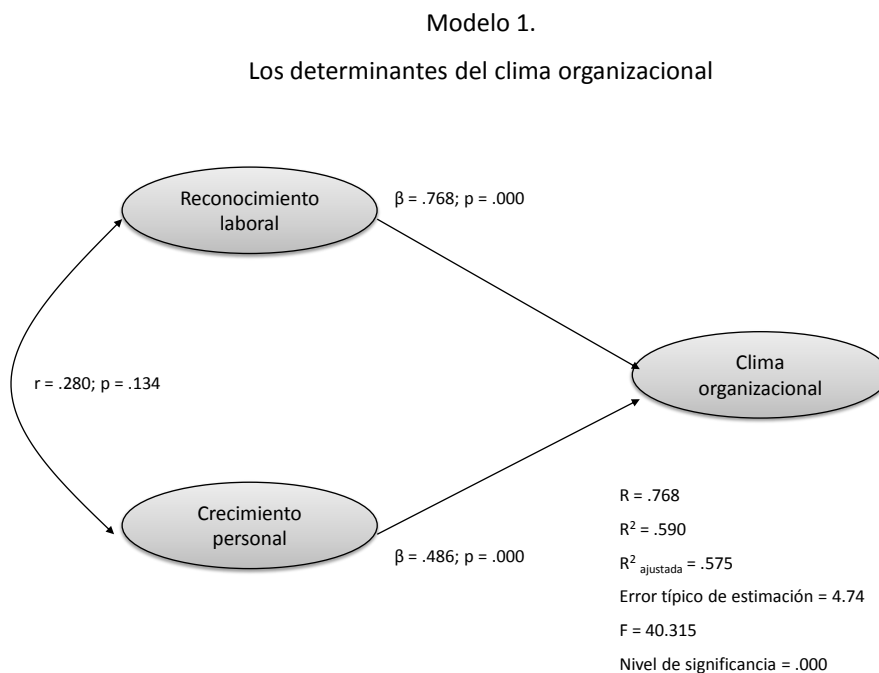 Modelo 1.
Los determinantes del clima organizacional
Reconocimiento
laboral
β = .768; p = .000
Clima
organizacional
r = .280; p = .134
Crecimiento
personal
β = .486; p = .000
R = .768
R² = .590
R² ajustada = .575
Error típico de estimación = 4.74
F = 40.315
Nivel de significancia = .000